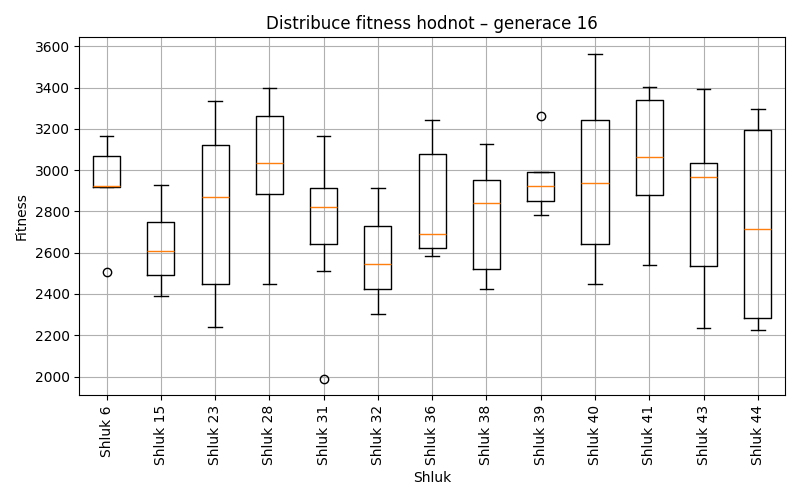 Distribuce fitness hodnot – generace 16
Fitness
3600
3400
3200
3000
2800
2600
2400
2200
2000
Shluk 6
Shluk 15
Shluk 23
Shluk 28
Shluk 31
Shluk 32
Shluk 36
Shluk 38
Shluk 39
Shluk 40
Shluk 41
Shluk 43
Shluk 44
Shluk